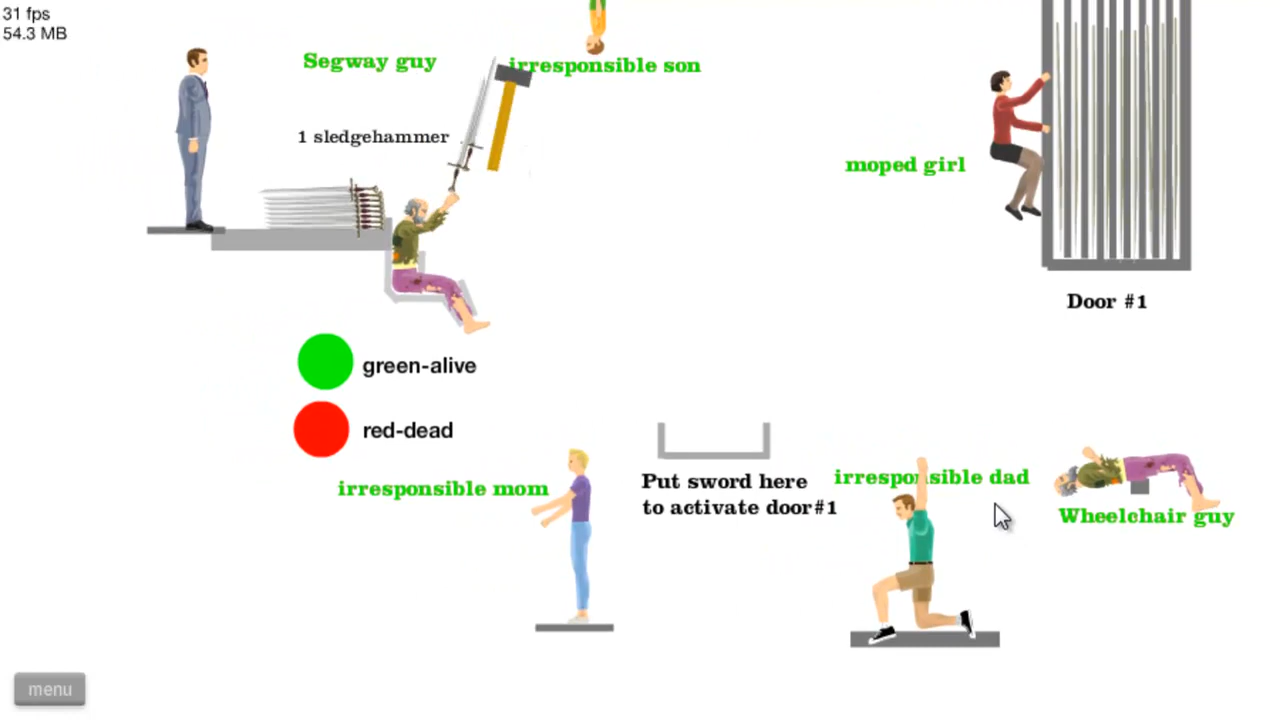 31 fps
54.3 MB
Segway guy
irresponsible son
1 sledgehammer
moped girl
Door #1
green-alive
red-dead
irresponsible mom
Put sword here
to activate door#1
irresponsible dad
Wheelchair guy
menu